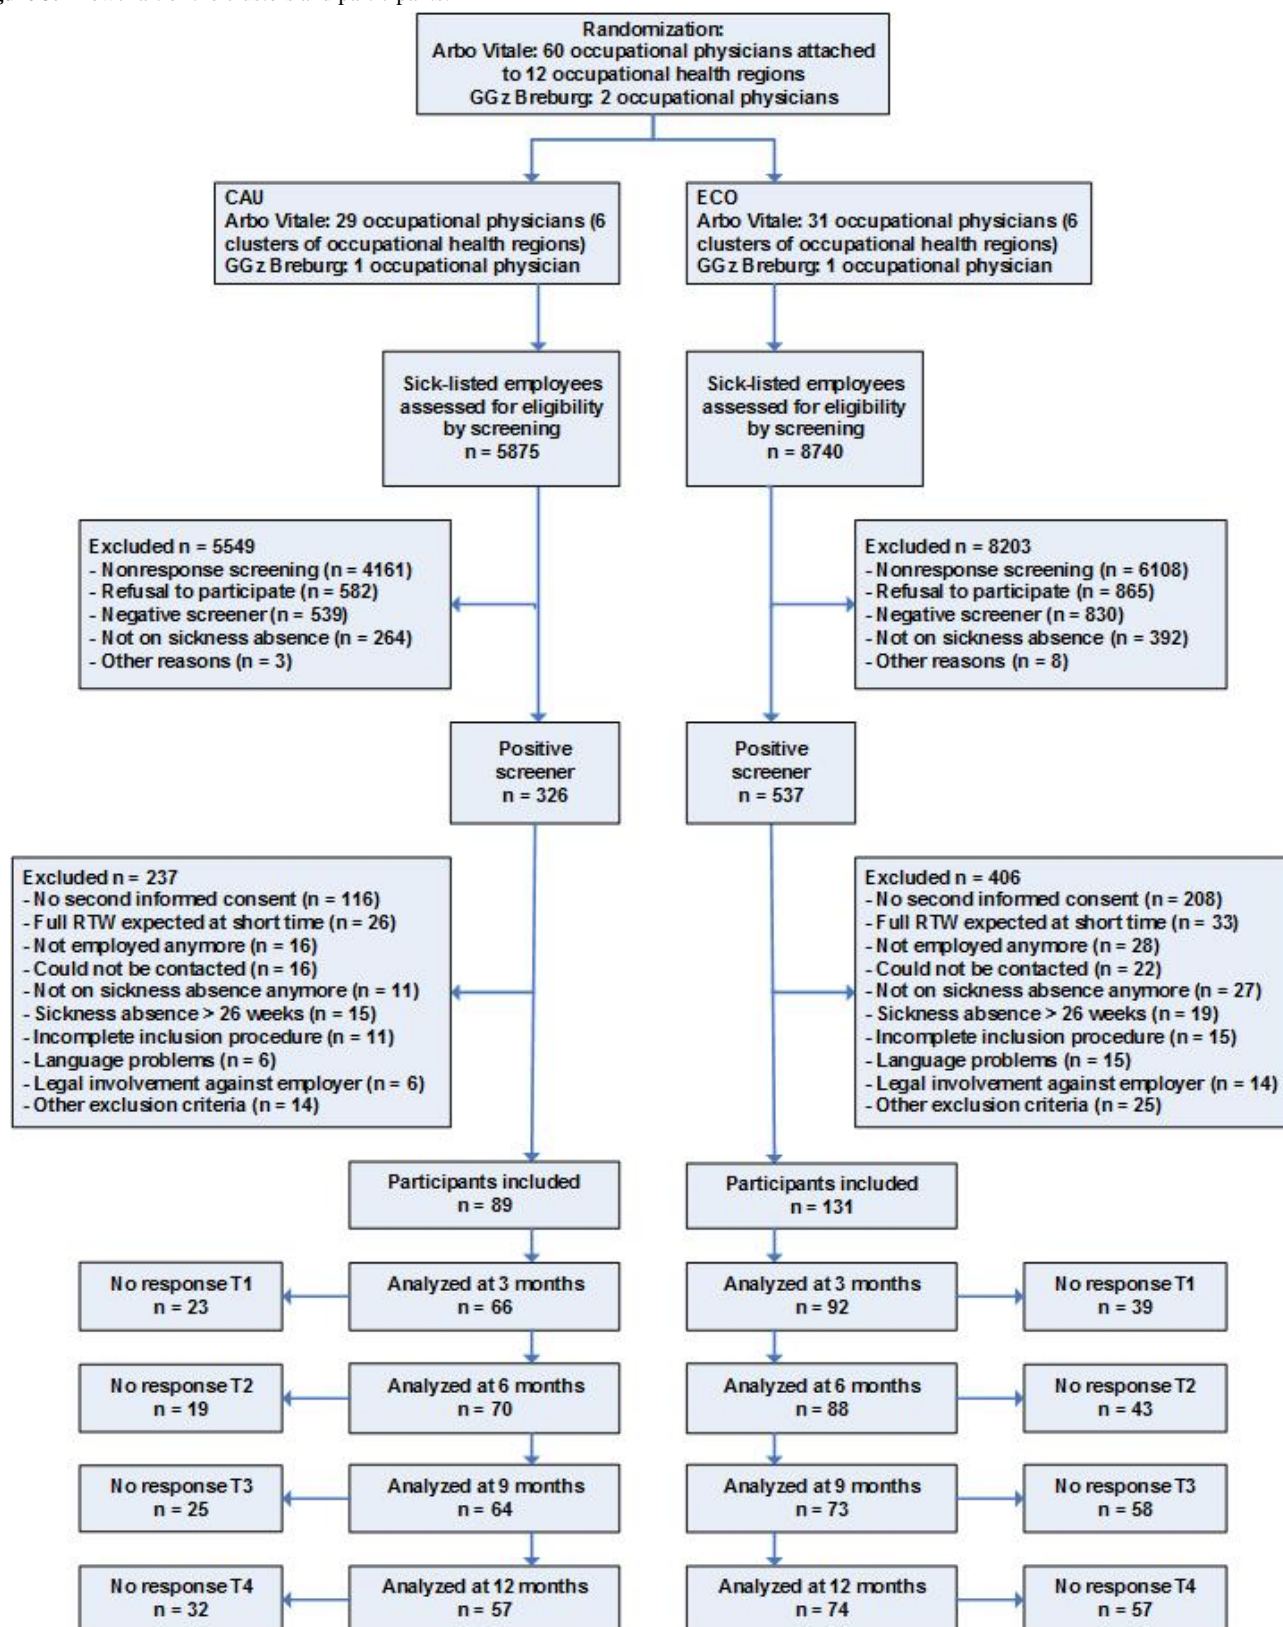 Randomization:
Arbo Vitale: 60 occupational physicians attached
to 12 occupational health regions
GGz Breburg: 2 occupational physicians
CAU
Arbo Vitale: 29 occupational physicians (6
clusters of occupational health regions)
GGz Breburg: 1 occupational physician
ECO
Arbo Vitale: 31 occupational physicians (6
clusters of occupational health regions)
GGz Breburg: 1 occupational physician
Sick-listed employees
assessed for eligibility
by screening
n = 5875
Sick-listed employees
assessed for eligibility
by screening
n = 8740
Excluded n = 5549
- Nonresponse screening (n = 4161)
- Refusal to participate (n = 582)
- Negative screener (n = 539)
- Not on sickness absence (n = 264)
- Other reasons (n = 3)
Excluded n = 8203
- Nonresponse screening (n = 6108)
- Refusal to participate (n = 865)
- Negative screener (n = 830)
- Not on sickness absence (n = 392)
- Other reasons (n = 8)
Positive
screener
n = 326
Positive
screener
n = 537
Excluded n = 237
- No second informed consent (n = 116)
- Full RTW expected at short time (n = 26)
- Not employed anymore (n = 16)
- Could not be contacted (n = 16)
- Not on sickness absence anymore (n = 11)
- Sickness absence > 26 weeks (n = 15)
- Incomplete inclusion procedure (n = 11)
- Language problems (n = 6)
- Legal involvement against employer (n = 6)
- Other exclusion criteria (n = 14)
Excluded n = 406
- No second informed consent (n = 208)
- Full RTW expected at short time (n = 33)
- Not employed anymore (n = 28)
- Could not be contacted (n = 22)
- Not on sickness absence anymore (n = 27)
- Sickness absence > 26 weeks (n = 19)
- Incomplete inclusion procedure (n = 15)
- Language problems (n = 15)
- Legal involvement against employer (n = 14)
- Other exclusion criteria (n = 25)
Participants included
n = 89
Participants included
n = 131
No response T1
n = 23
Analyzed at 3 months
n = 66
Analyzed at 3 months
n = 92
No response T1
n = 39
No response T2
n = 19
Analyzed at 6 months
n = 70
Analyzed at 6 months
n = 88
No response T2
n = 43
No response T3
n = 25
Analyzed at 9 months
n = 64
Analyzed at 9 months
n = 73
No response T3
n = 58
No response T4
n = 32
Analyzed at 12 months
n = 57
Analyzed at 12 months
n = 74
No response T4
n = 57